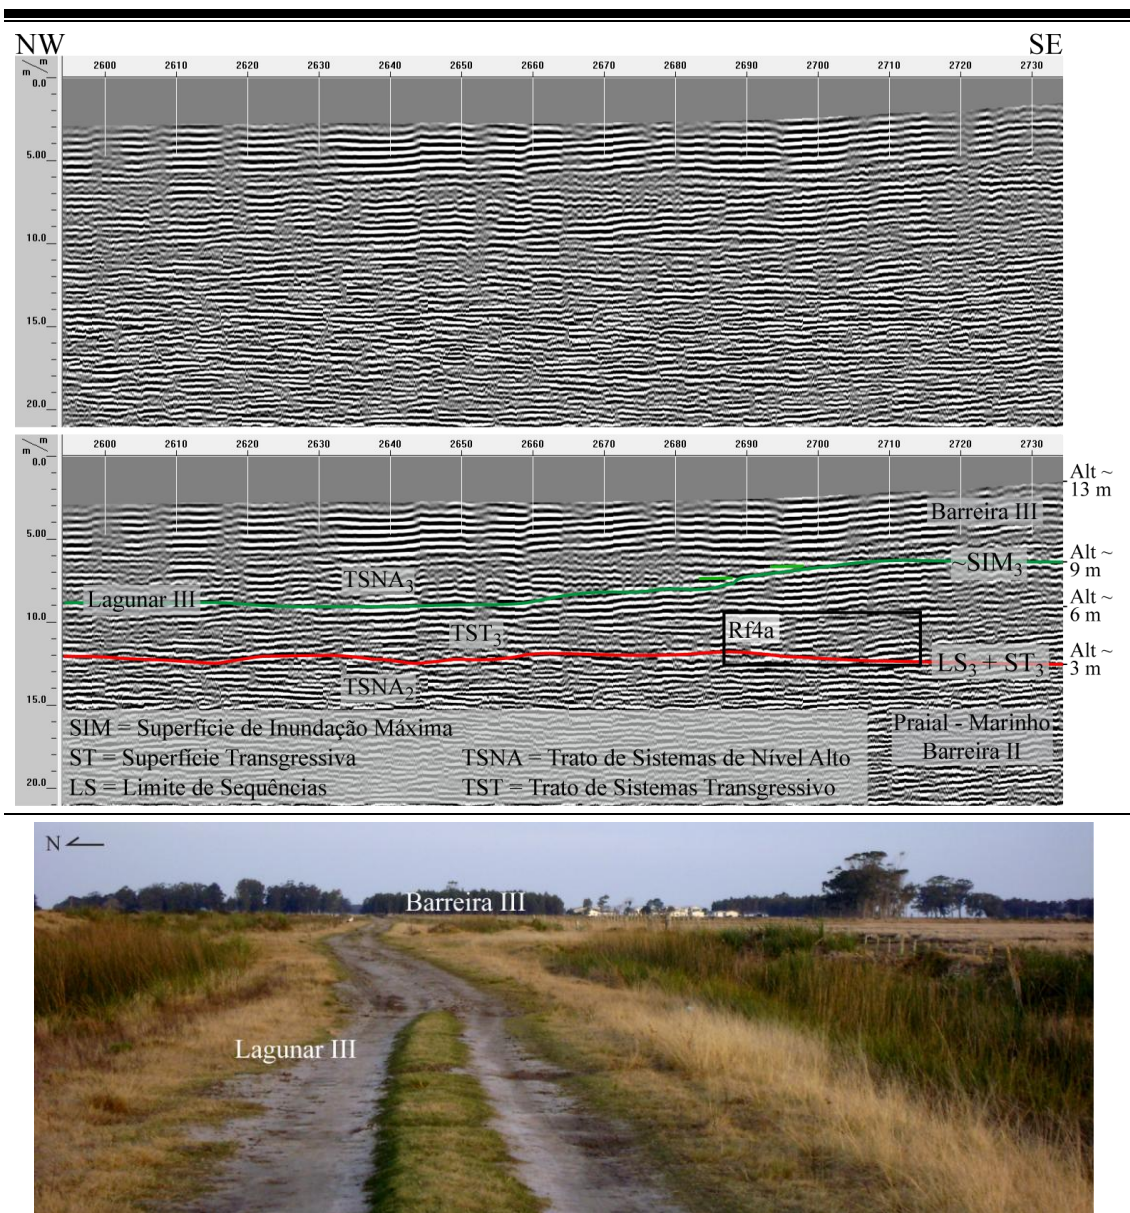 NW SE
m
m
2600 2610 2620 2630 2640 2650 2660 2670 2680 2690 2700 2710 2720 2730
0.0
5.00
10.0
15.0
20.0
m
m
2600 2610 2620 2630 2640 2650 2660 2670 2680 2690 2700 2710 2720 2730
0.0
Alt ~
13 m
Barreira III
5.00
TSNA3
~SIM3
Alt ~
9 m
Lagunar III
Alt ~
6 m
10.0
TST3
Rf4a
LS3 + ST3
Alt ~
3 m
TSNA2
15.0
SIM = Superfície de Inundação Máxima
ST = Superfície Transgressiva
LS = Limite de Sequências
TSNA = Trato de Sistemas de Nível Alto
TST = Trato de Sistemas Transgressivo
Praial - Marinho
Barreira II
20.0
N
Barreira III
Lagunar III